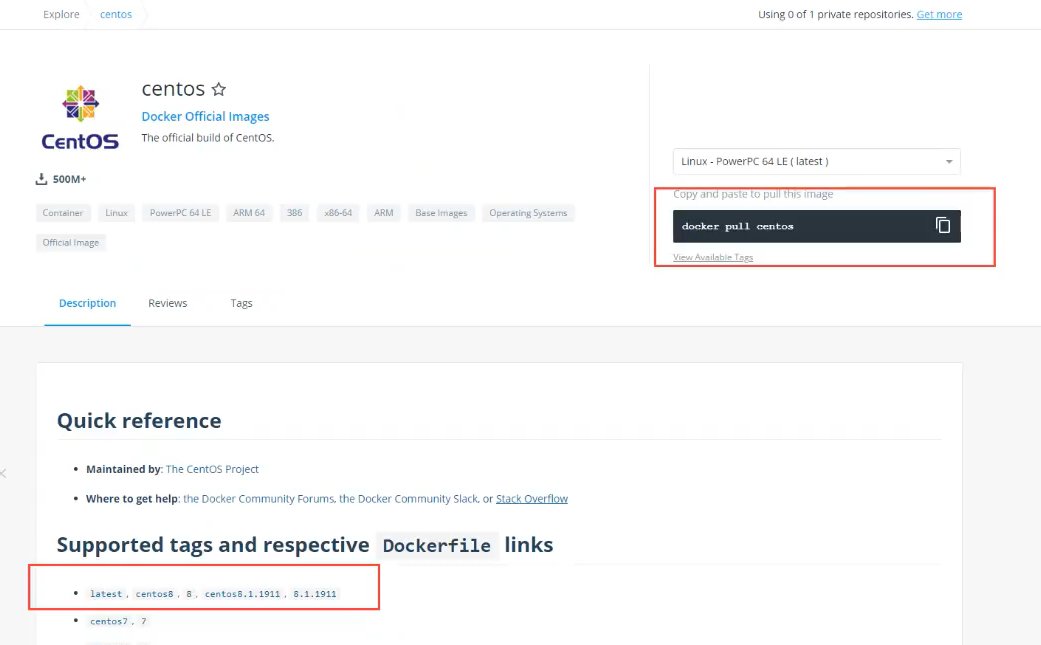 Explore centos
Using 0 of 1 private repositories. Get more
centos
Docker Official Images
The official build of CentOS.
CentOS
500M+
Container Linux PowerPC 64 LE ARM 64 386 x86-64 ARM Base Images Operating Systems
Official Image
Linux - PowerPC 64 LE ( latest )
Copy and paste to pull this image
docker pull centos
View Available Tags
Description Reviews Tags
Quick reference
• Maintained by: The CentOS Project
• Where to get help: the Docker Community Forums, the Docker Community Slack, or Stack Overflow
Supported tags and respective Dockerfile links
• latest, centos8, 8, centos8.1.1911, 8.1.1911
• centos7, 7